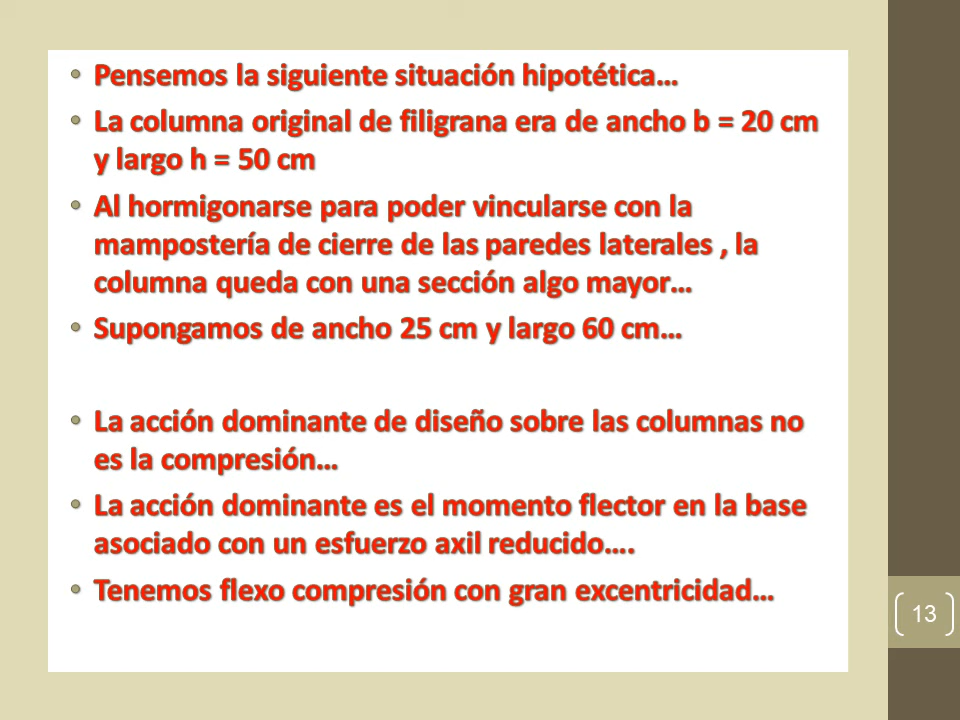 • Pensemos la siguiente situación hipotética…
• La columna original de filigrana era de ancho b = 20 cm
y largo h = 50 cm
• Al hormigonarse para poder vincularse con la
mampostería de cierre de las paredes laterales , la
columna queda con una sección algo mayor…
• Supongamos de ancho 25 cm y largo 60 cm…
• La acción dominante de diseño sobre las columnas no
es la compresión…
• La acción dominante es el momento flector en la base
asociado con un esfuerzo axil reducido….
• Tenemos flexo compresión con gran excentricidad…
13